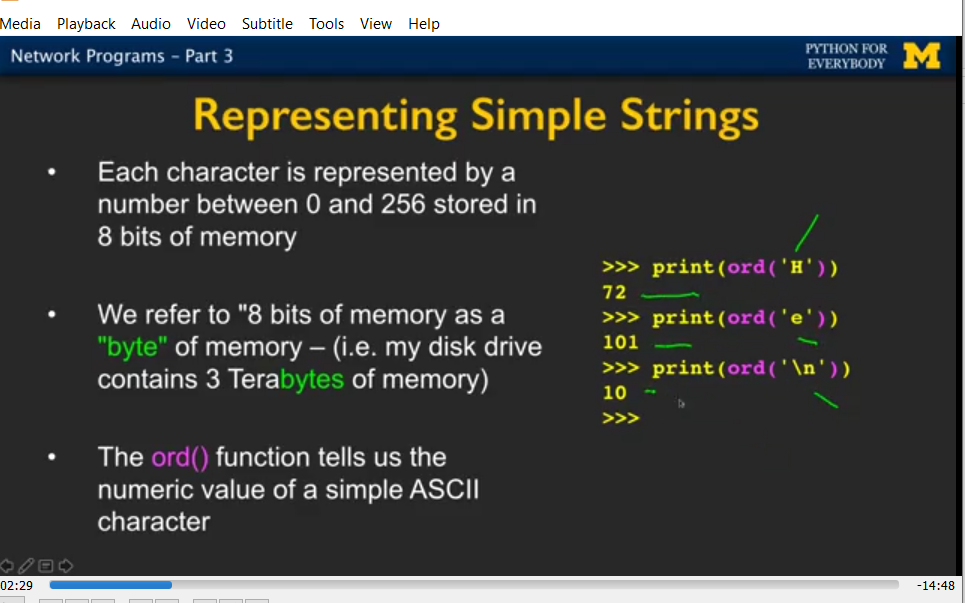 Media Playback Audio Video Subtitle Tools View Help
Network Programs – Part 3
PYTHON FOR
EVERYBODY
M
Representing Simple Strings
• Each character is represented by a
number between 0 and 256 stored in
8 bits of memory
• We refer to "8 bits of memory as a
"byte" of memory – (i.e. my disk drive
contains 3 Terabytes of memory)
• The ord() function tells us the
numeric value of a simple ASCII
character
>>> print(ord('H'))
72
>>> print(ord('e'))
101
>>> print(ord('\n'))
10
>>>
02:29
-14:48